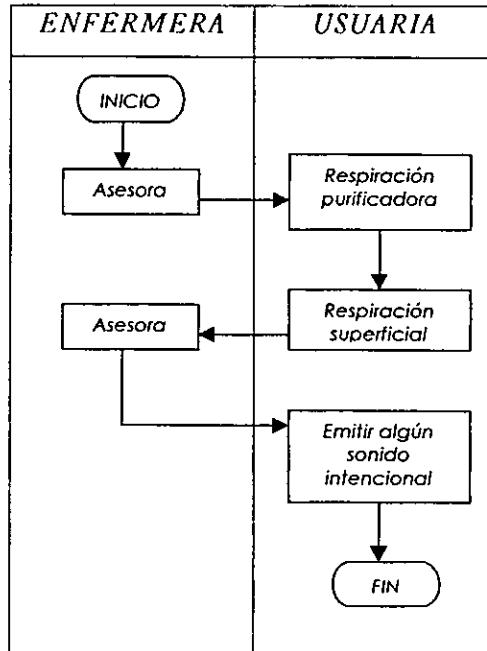 ENFERMERA
USUARIA
INICIO
Asesora
Respiración
purificadora
Respiración
superficial
Asesora
Emitir algún
sonido
intencional
FIN